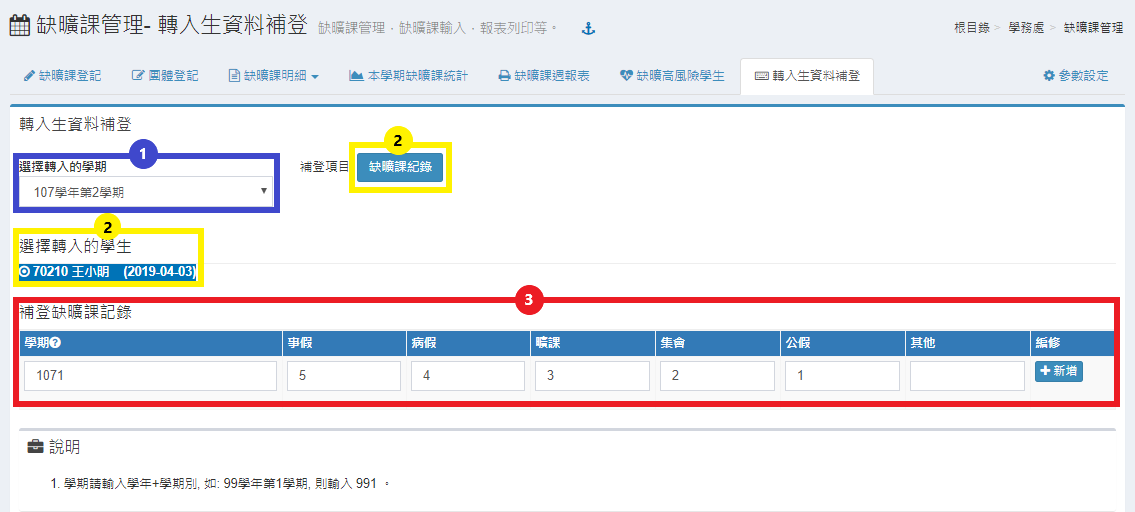 缺曠課管理- 轉入生資料補登 缺曠課管理﹑缺曠課輸入﹑報表列印等。
根目錄 > 學務處 > 缺曠課管理
缺曠課登記 團體登記 缺曠課明細 本學期缺曠課統計 缺曠課週報表 缺曠高風險學生 轉入生資料補登 參數設定
轉入生資料補登
1
2
選擇轉入的學期
補登項目 缺曠課紀錄
107學年第2學期
2
選擇轉入的學生
70210 王小明 (2019-04-03)
3
補登缺曠課記錄
學期 事假 病假 曠課 集會 公假 其他 編修
1071 5 4 3 2 1 新增
說明
1. 學期請輸入學年+學期別, 如: 99學年第1學期, 則輸入 991 。